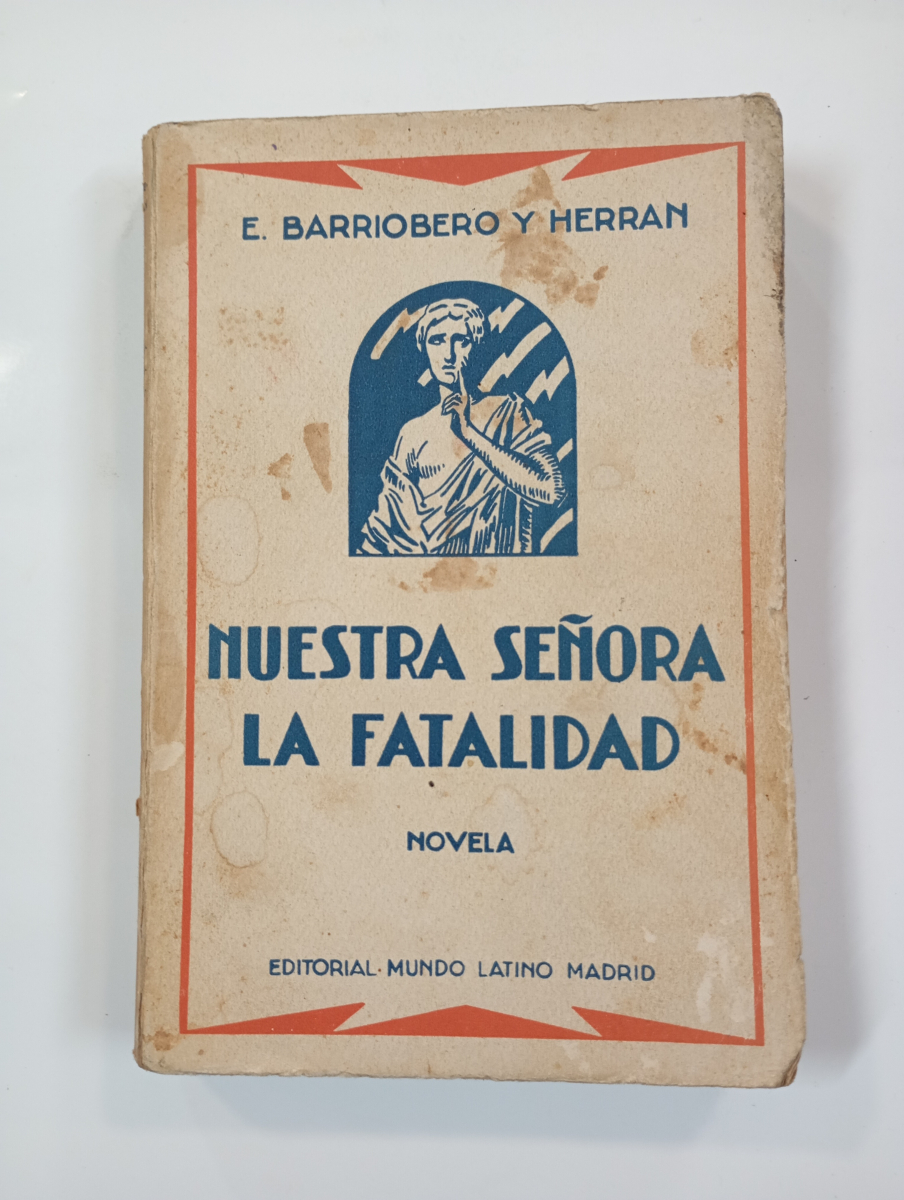 E. BARRIOBERO Y HERRAN
NUESTRA SEÑORA
LA FATALIDAD
NOVELA
EDITORIAL · MUNDO LATINO MADRID